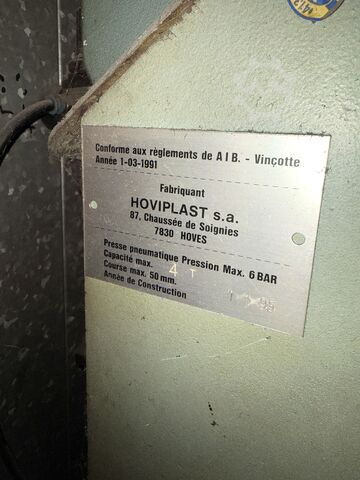 Conforme aux règlements de A I B. - Vinçotte
Année 1-03-1991
Fabriquant
HOVIPLAST s.a.
87, Chaussée de Soignies
7830 HOVES
Presse pneumatique Pression Max. 6 BAR
Capacité max. 4 T
Course max. 50 mm.
Année de Construction